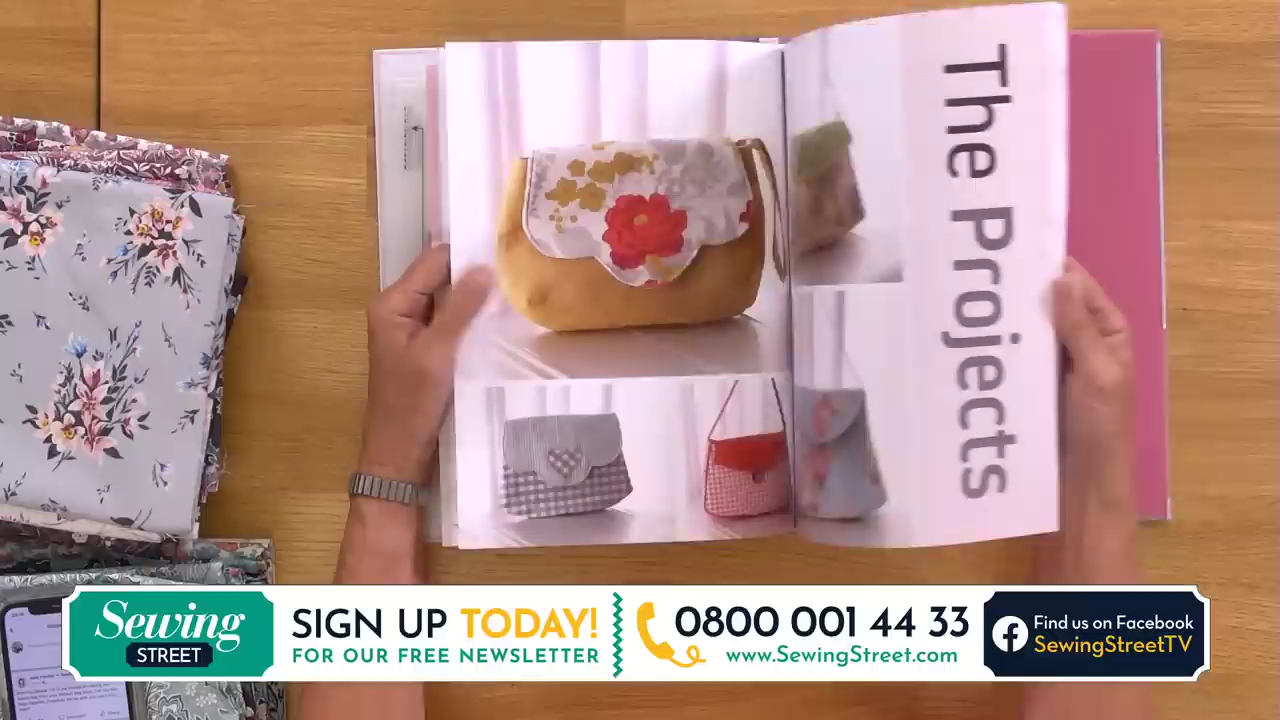 The Projects
Sewing
STREET
SIGN UP TODAY!
FOR OUR FREE NEWSLETTER
0800 001 44 33
www.SewingStreet.com
Find us on Facebook
SewingStreetTV